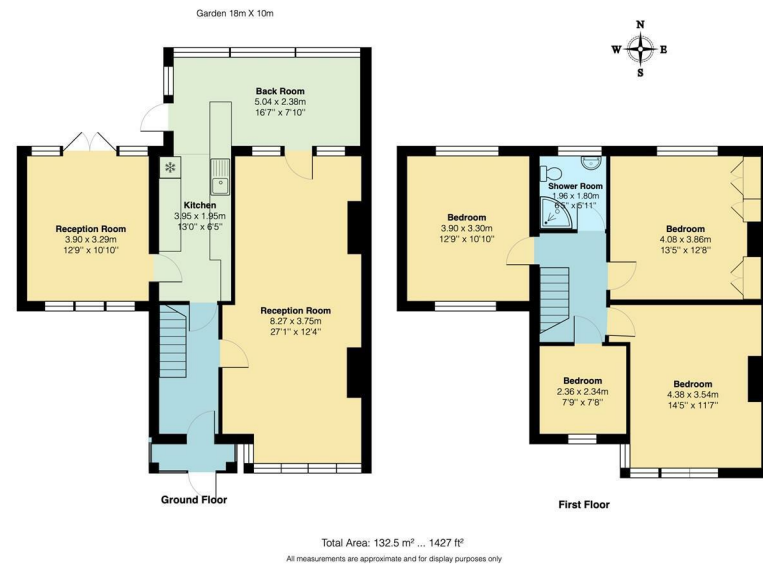 Garden 18m X 10m
N
W E
S
Back Room
5.04 x 2.38m
16'7" x 7'10"
Kitchen
3.95 x 1.95m
13'0" x 6'5"
Reception Room
3.90 x 3.29m
12'9" x 10'10"
Reception Room
8.27 x 3.75m
27'1" x 12'4"
Ground Floor
Shower Room
1.96 x 1.80m
6'5" x 5'11"
Bedroom
3.90 x 3.30m
12'9" x 10'10"
Bedroom
4.08 x 3.86m
13'5" x 12'8"
Bedroom
2.36 x 2.34m
7'9" x 7'8"
Bedroom
4.38 x 3.54m
14'5" x 11'7"
First Floor
Total Area: 132.5 m² ... 1427 ft²
All measurements are approximate and for display purposes only